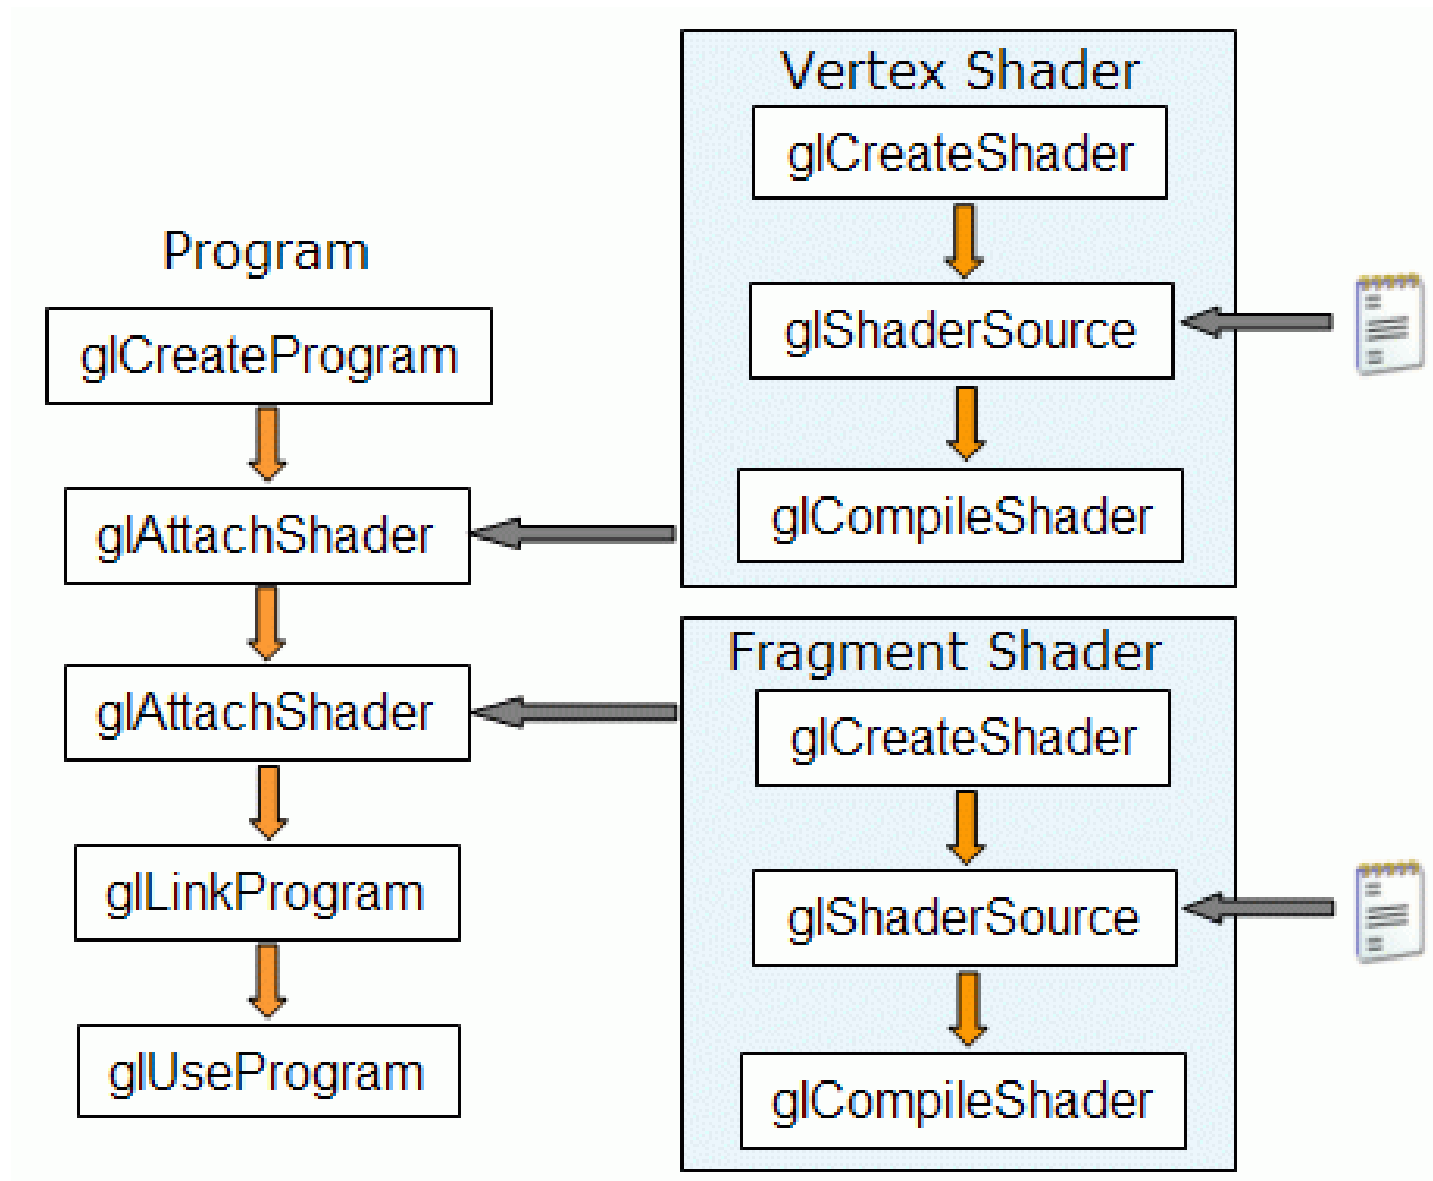 Program
glCreateProgram
glAttachShader
glAttachShader
glLinkProgram
glUseProgram
Vertex Shader
glCreateShader
glShaderSource
glCompileShader
Fragment Shader
glCreateShader
glShaderSource
glCompileShader